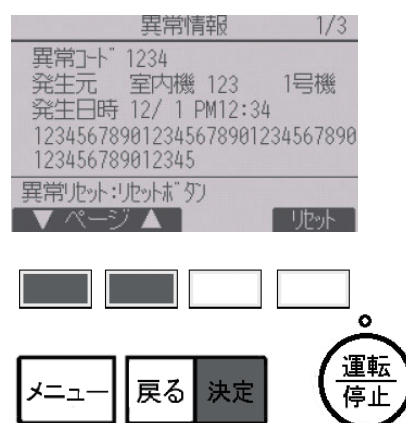 異常情報 1/3
異常コード 1234
発生元 室内機 123 1号機
発生日時 12/ 1 PM12:34
123456789012345678901234567890
123456789012345
異常リセット:リセットボタン
▼ ページ ▲ リセット
メニュー 戻る 決定 運転
停止